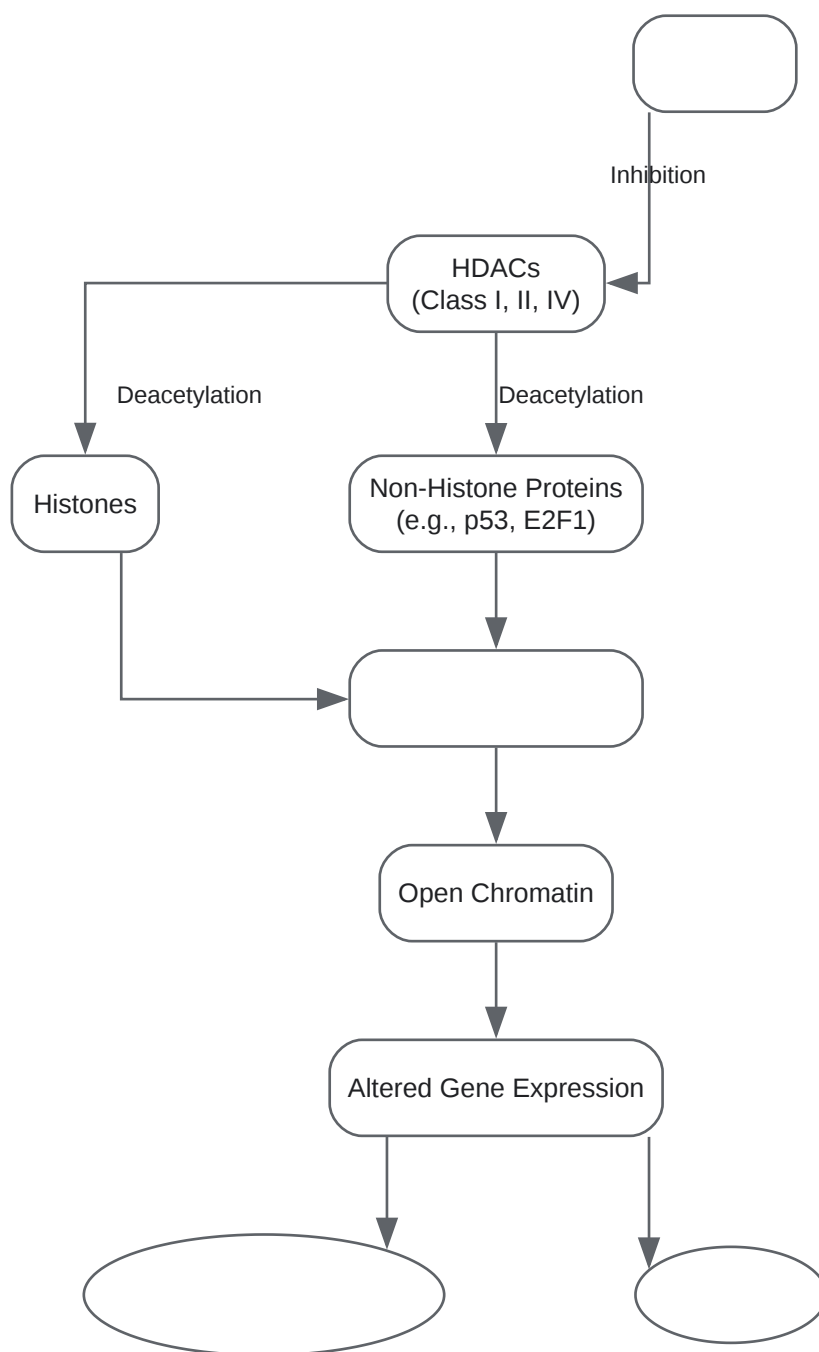 Inhibition
HDACs
(Class I, II, IV)
Deacetylation
Deacetylation
Histones
Non-Histone Proteins
(e.g., p53, E2F1)
Open Chromatin
Altered Gene Expression